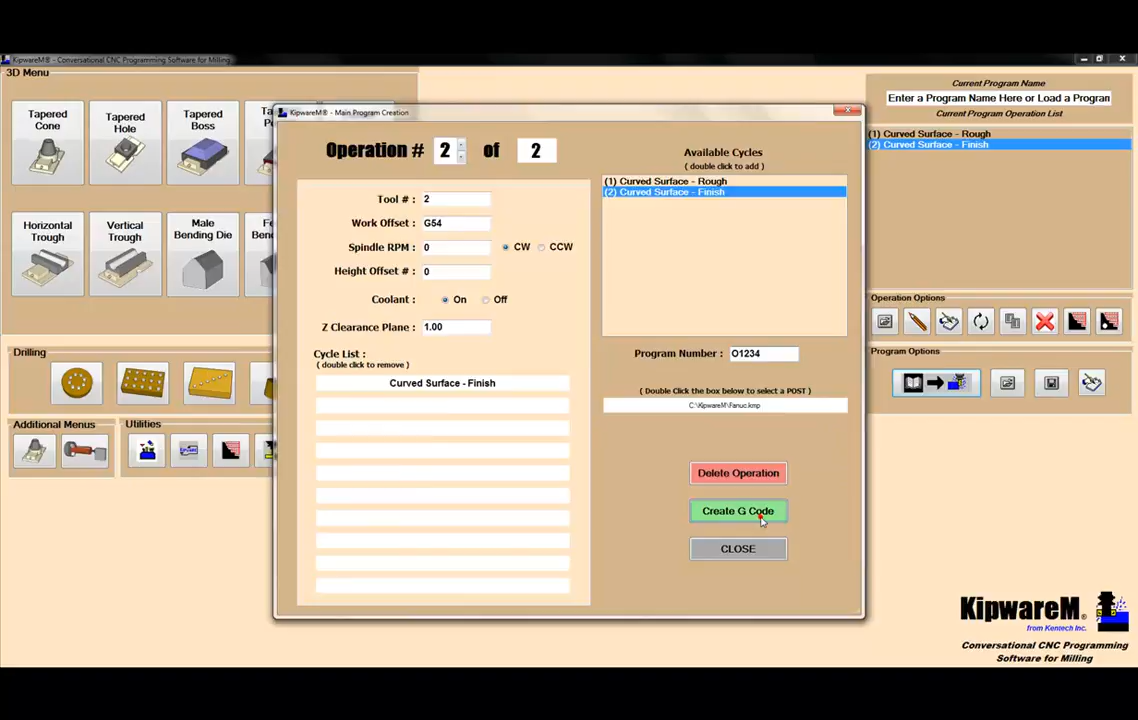 KipwareM® - Conversational CNC Programming Software for Milling
3D Menu
Tapered
Cone
Tapered
Hole
Tapered
Boss
Horizontal
Trough
Vertical
Trough
Male
Bending Die
Drilling
Additional Menus
Utilities
KipwareM® - Main Program Creation
Operation # 2 of 2
Tool # : 2
Work Offset : G54
Spindle RPM : 0 CW CCW
Height Offset # : 0
Coolant : On Off
Z Clearance Plane : 1.00
Cycle List :
( double click to remove )
Curved Surface - Finish
Available Cycles
( double click to add )
(1) Curved Surface - Rough
(2) Curved Surface - Finish
Program Number : O1234
( Double Click the box below to select a POST )
C:\KipwareM\Fanuc.kmp
Delete Operation
Create G Code
CLOSE
Current Program Name
Enter a Program Name Here or Load a Program
Current Program Operation List
(1) Curved Surface - Rough
(2) Curved Surface - Finish
Operation Options
Program Options
KipwareM®
from Kentech Inc.
Conversational CNC Programming
Software for Milling